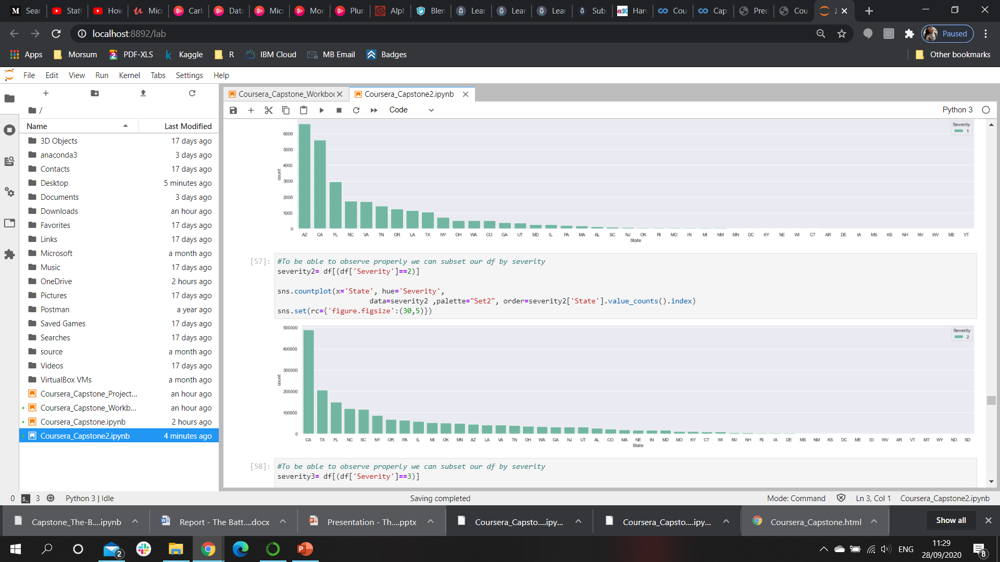 Sear
Stat
How
Micr
Carl
Data
Micr
Moc
Plur
Alph
Blen
Lear
Lear
Lear
Sub
Harv
Cou
Cap
Prec
Cou
J
localhost:8892/lab
Paused
Apps
Morsum
PDF-XLS
Kaggle
R
IBM Cloud
MB Email
Badges
Other bookmarks
File Edit View Run Kernel Tabs Settings Help
/
Name Last Modified
3D Objects 17 days ago
anaconda3 3 days ago
Contacts 17 days ago
Desktop 5 minutes ago
Documents 3 days ago
Downloads an hour ago
Favorites 17 days ago
Links 17 days ago
Microsoft a month ago
Music 17 days ago
OneDrive 2 hours ago
Pictures 17 days ago
Postman a year ago
Saved Games 17 days ago
Searches 17 days ago
source a month ago
Videos 17 days ago
VirtualBox VMs a month ago
Coursera_Capstone_Project... an hour ago
Coursera_Capstone_Workb... an hour ago
Coursera_Capstone.ipynb 2 hours ago
Coursera_Capstone2.ipynb 4 minutes ago
Coursera_Capstone_Workbo
Coursera_Capstone2.ipynb
Code
Python 3
Severity
1
6000
5000
4000
3000
2000
1000
0
count
AZ CA FL NC VA TN OR LA TX NY OH WA CO GA UT MD IL PA MA AL SC NJ OK RI MO IN MI NM MN DC KY NE WI CT AR DE IA MS KS NH NV WV ME VT
State
[57]:
#To be able to observe properly we can subset our df by severity
severity2= df[(df['Severity']==2)]
sns.countplot(x='State', hue='Severity',
data=severity2 ,palette="Set2", order=severity2['State'].value_counts().index)
sns.set(rc={'figure.figsize':(30,5)})
Severity
2
500000
400000
300000
200000
100000
0
count
CA TX FL NC SC NY OR PA IL MI OK MN AZ LA VA TN OH WA GA NJ UT AL CO MA NE IN MD MO KY CT WI NV NH RI IA DE MS NM KS DC ME ID WV AR VT MT WY ND SD
State
[58]:
#To be able to observe properly we can subset our df by severity
severity3= df[(df['Severity']==3)]
0 $_ 3 Python 3 | Idle
Saving completed
Mode: Command
Ln 3, Col 1
Coursera_Capstone2.ipynb
Capstone_The-B....ipynb
Report - The Batt....docx
Presentation - Th....pptx
Coursera_Capsto....ipy...
Coursera_Capsto....ipy...
Coursera_Capstone.html
Show all
2
ENG
11:29
28/09/2020
8